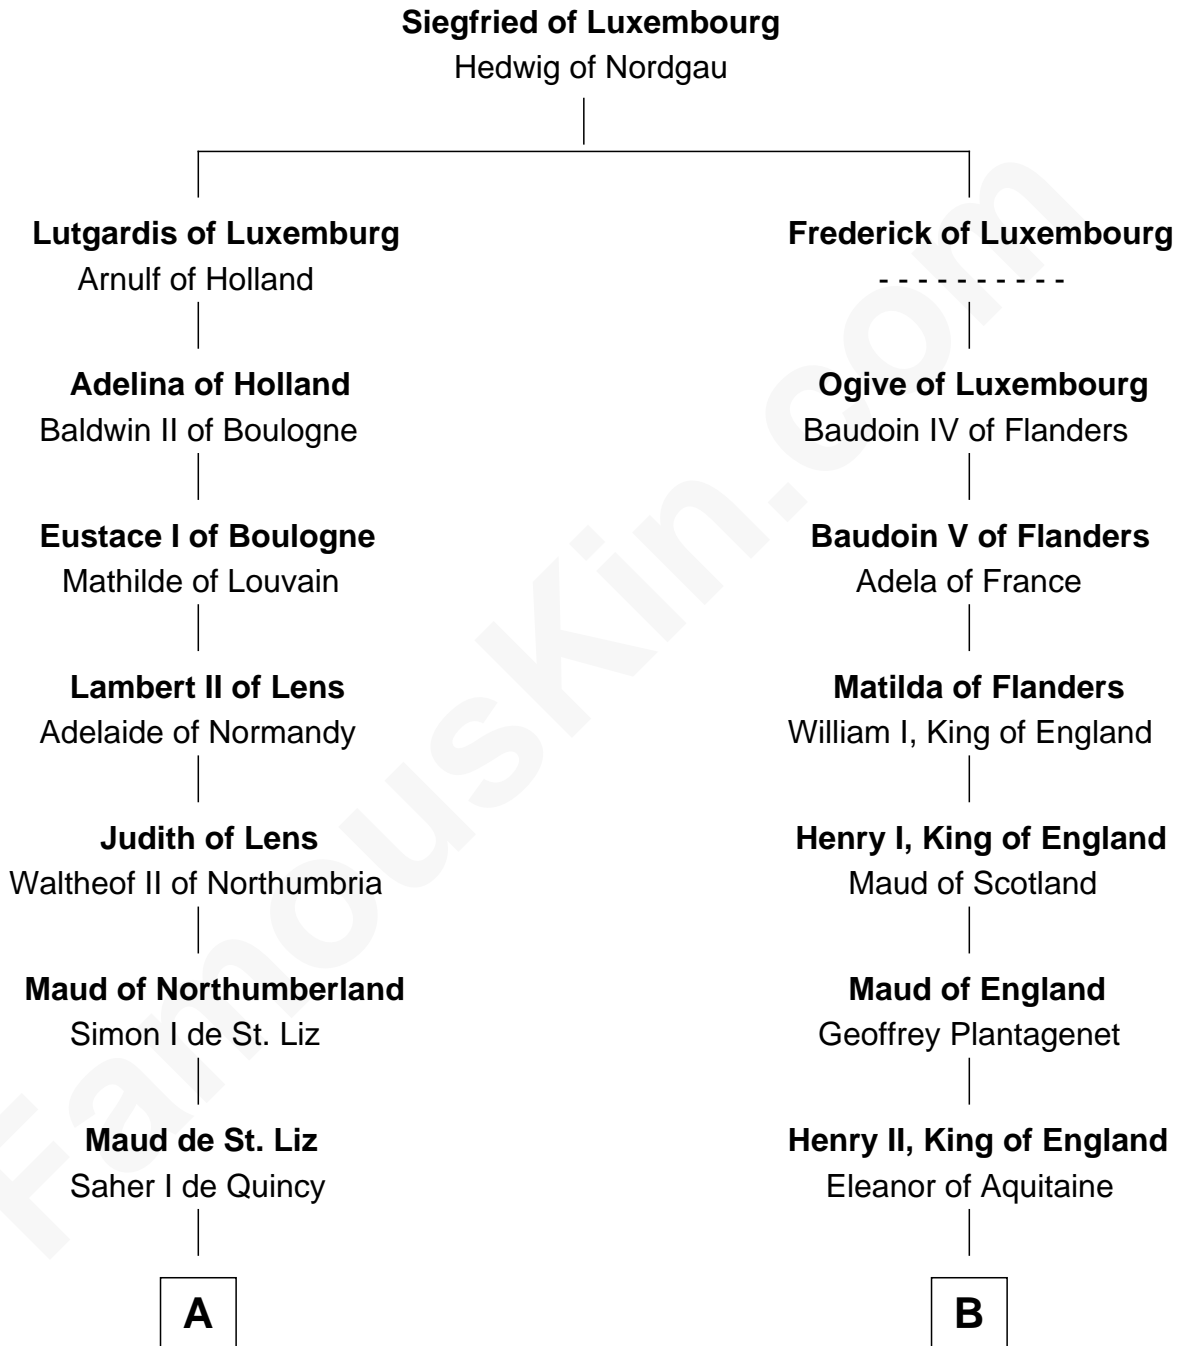 Siegfried of Luxembourg
Hedwig of Nordgau
Lutgardis of Luxemburg
Arnulf of Holland
Adelina of Holland
Baldwin II of Boulogne
Eustace I of Boulogne
Mathilde of Louvain
Lambert II of Lens
Adelaide of Normandy
Judith of Lens
Waltheof II of Northumbria
Maud of Northumberland
Simon I de St. Liz
Maud de St. Liz
Saher I de Quincy
A
Frederick of Luxembourg
- - - - - - - - - -
Ogive of Luxembourg
Baudoin IV of Flanders
Baudoin V of Flanders
Adela of France
Matilda of Flanders
William I, King of England
Henry I, King of England
Maud of Scotland
Maud of England
Geoffrey Plantagenet
Henry II, King of England
Eleanor of Aquitaine
B
FamousKin.com